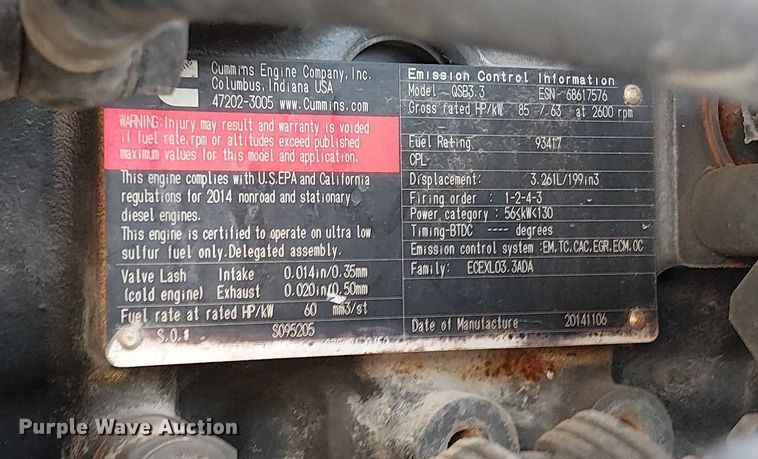 Cummins Engine Company, Inc.
Columbus, Indiana USA
47202-3005 www.Cummins.com
WARNING: Injury may result and warranty is voided
if fuel rate, rpm or altitudes exceed published
maximum values for this model and application.
This engine complies with U.S.EPA and California
regulations for 2014 nonroad and stationary
diesel engines.
This engine is certified to operate on ultra low
sulfur fuel only. Delegated assembly.
Valve Lash Intake 0.014in/0.35mm
(cold engine) Exhaust 0.020in/0.50mm
Fuel rate at rated HP/kW 60 mm3/st
S.O.# SO95205
Emission Control Information
Model - QSB3.3 ESN - 68617576
Gross rated HP/kW 85 / 63 at 2600 rpm
Fuel Rating 93417
CPL
Displacement: 3.261L/199in3
Firing order : 1-2-4-3
Power category : 56≤kW<130
Timing-BTDC ---- degrees
Emission control system :EM,TC,CAC,EGR,ECM,OC
Family: ECEXL03.3ADA
Date of Manufactur 20141106
Purple Wave Auction®